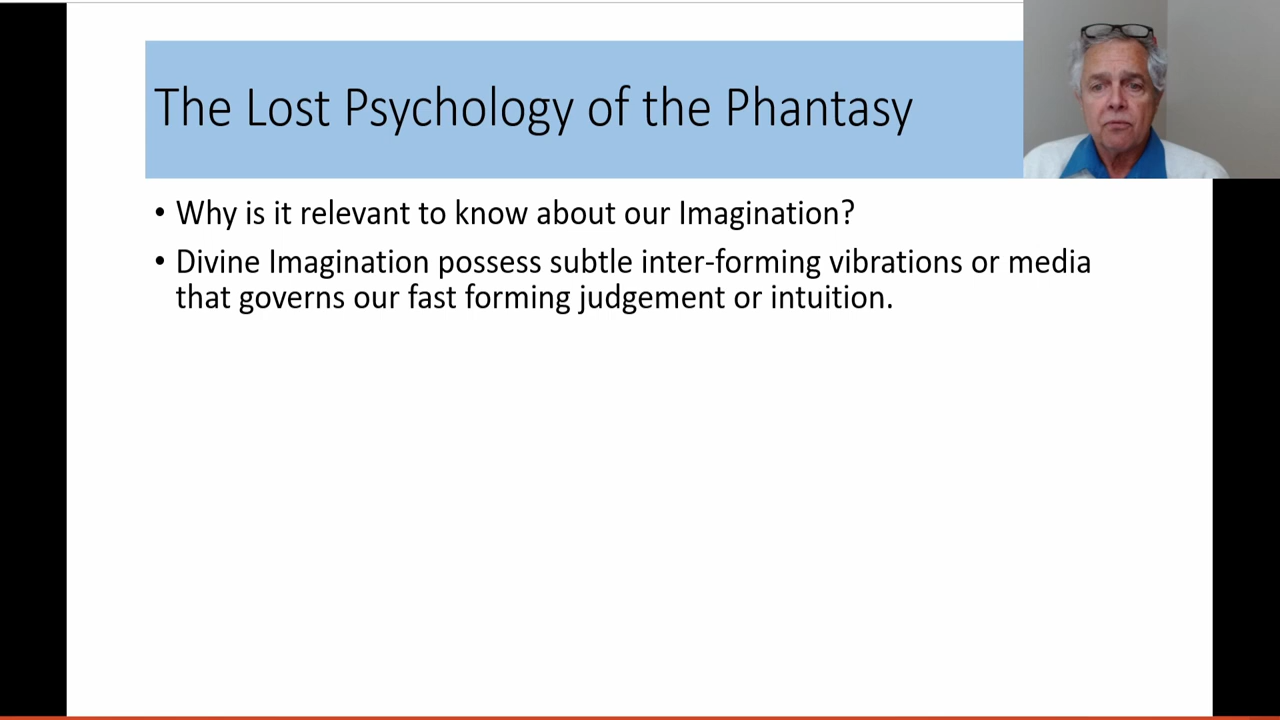 The Lost Psychology of the Phantasy
• Why is it relevant to know about our Imagination?
• Divine Imagination possess subtle inter-forming vibrations or media
that governs our fast forming judgement or intuition.